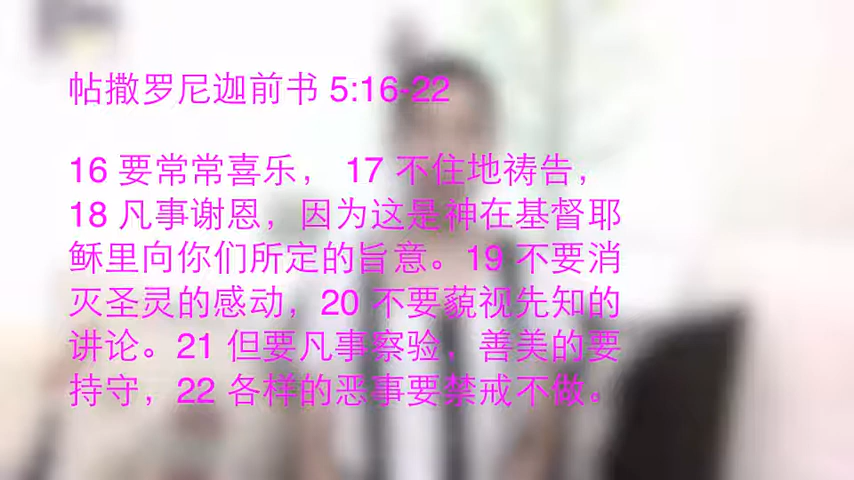 帖撒罗尼迦前书 5:16-22
16 要常常喜乐， 17 不住地祷告，
18 凡事谢恩，因为这是神在基督耶
稣里向你们所定的旨意。19 不要消
灭圣灵的感动，20 不要藐视先知的
讲论。21 但要凡事察验，善美的要
持守，22 各样的恶事要禁戒不做。